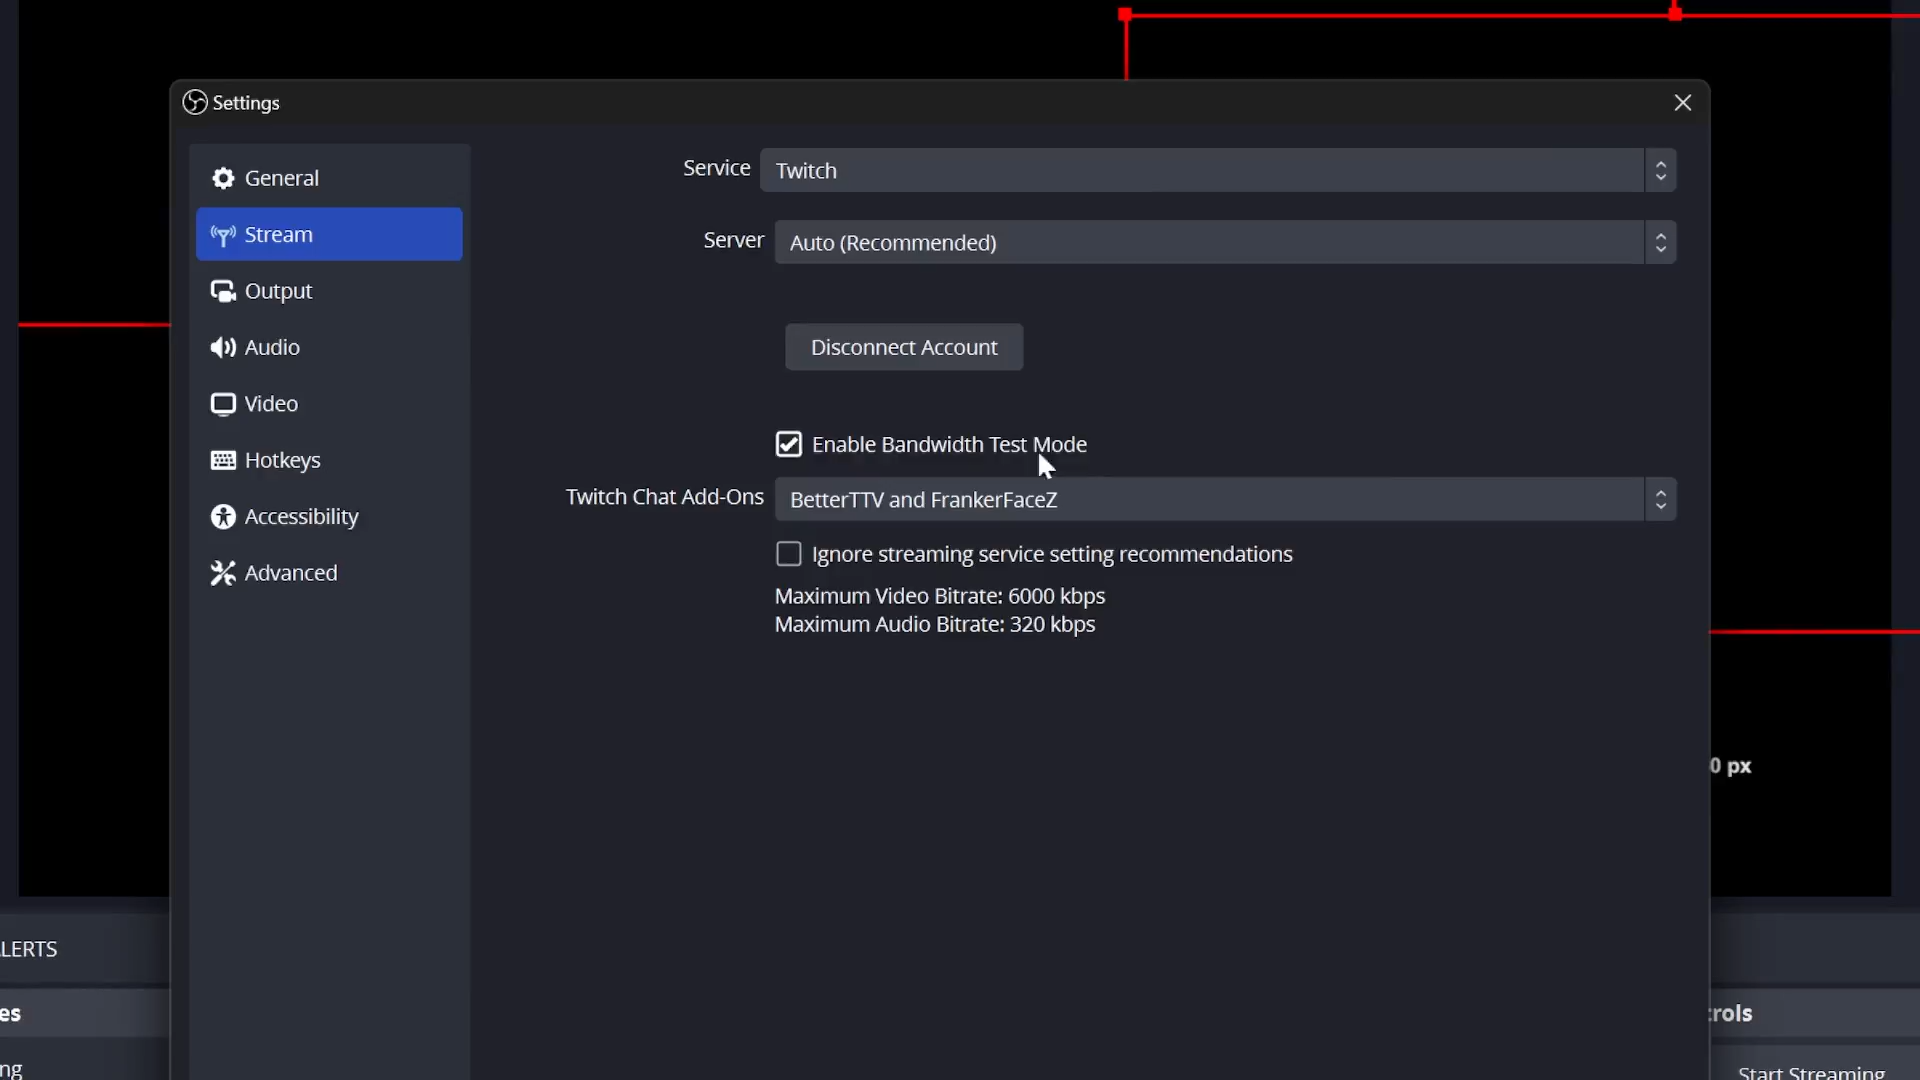 Settings
General
Stream
Output
Audio
Video
Hotkeys
Accessibility
Advanced
Service Twitch
Server Auto (Recommended)
Disconnect Account
Enable Bandwidth Test Mode
Twitch Chat Add-Ons BetterTTV and FrankerFaceZ
Ignore streaming service setting recommendations
Maximum Video Bitrate: 6000 kbps
Maximum Audio Bitrate: 320 kbps
0 px
LERTS
es
rols
ng
Start Streaming